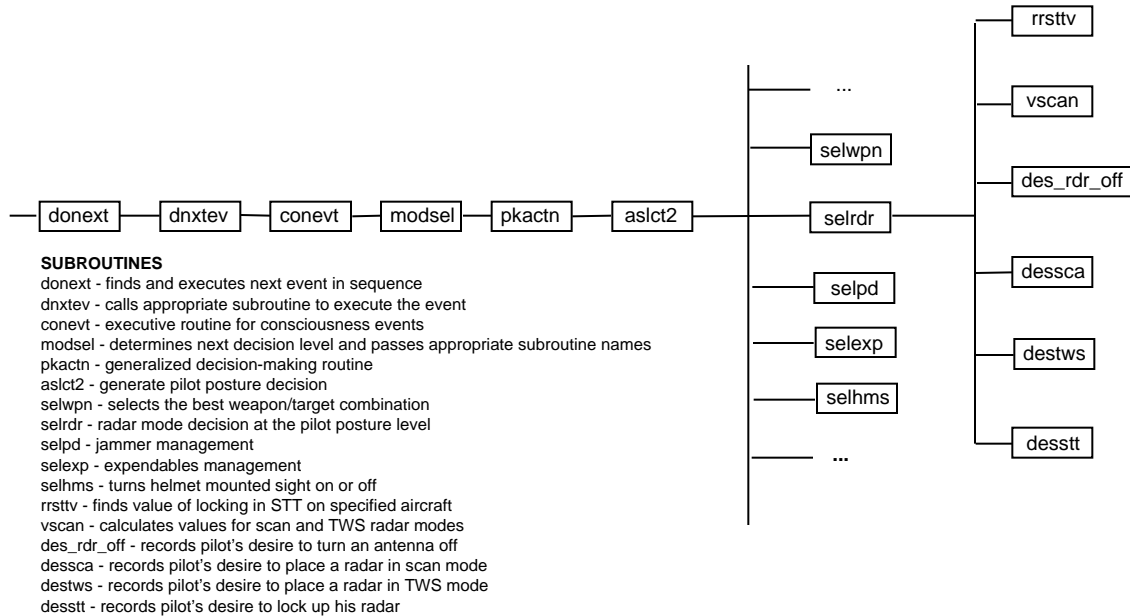 rrsttv
...
vscan
selwpn
des_rdr_off
donext dnxtev conevt modsel pkactn aslct2 selrdr
dessca
selpd
selexp
destws
selhms
desstt
...
SUBROUTINES
donext - finds and executes next event in sequence
dnxtev - calls appropriate subroutine to execute the event
conevt - executive routine for consciousness events
modsel - determines next decision level and passes appropriate subroutine names
pkactn - generalized decision-making routine
aslct2 - generate pilot posture decision
selwpn - selects the best weapon/target combination
selrdr - radar mode decision at the pilot posture level
selpd - jammer management
selexp - expendables management
selhms - turns helmet mounted sight on or off
rrsttv - finds value of locking in STT on specified aircraft
vscan - calculates values for scan and TWS radar modes
des_rdr_off - records pilot's desire to turn an antenna off
dessca - records pilot's desire to place a radar in scan mode
destws - records pilot's desire to place a radar in TWS mode
desstt - records pilot's desire to lock up his radar